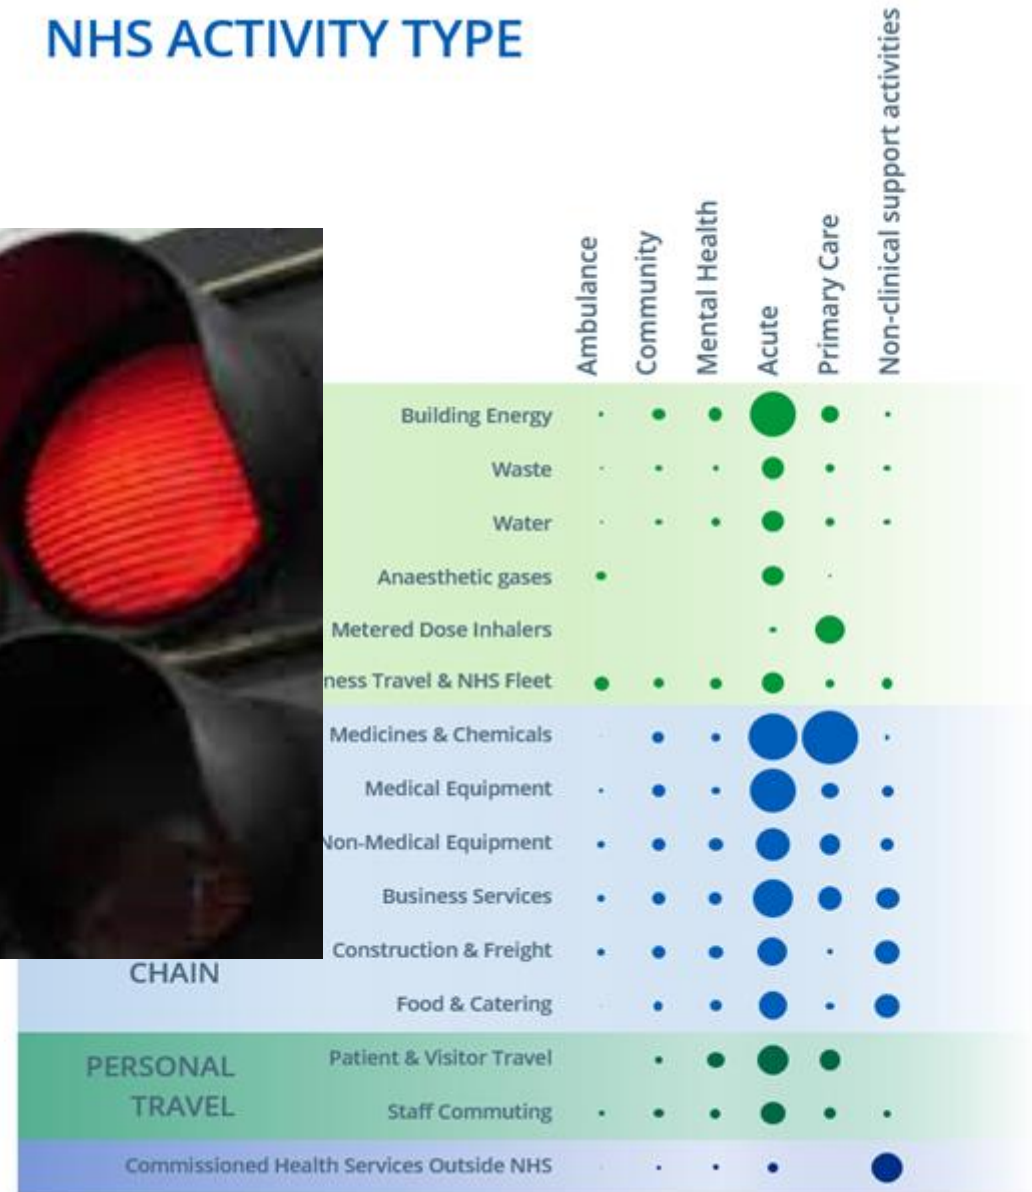 NHS ACTIVITY TYPE
Ambulance
Community
Mental Health
Acute
Primary Care
Non-clinical support activities
Building Energy
Waste
Water
Anaesthetic gases
Metered Dose Inhalers
Travel & NHS Fleet
Medicines & Chemicals
Medical Equipment
Non-Medical Equipment
Business Services
Construction & Freight
CHAIN
Food & Catering
PERSONAL
TRAVEL
Patient & Visitor Travel
Staff Commuting
Commissioned Health Services Outside NHS